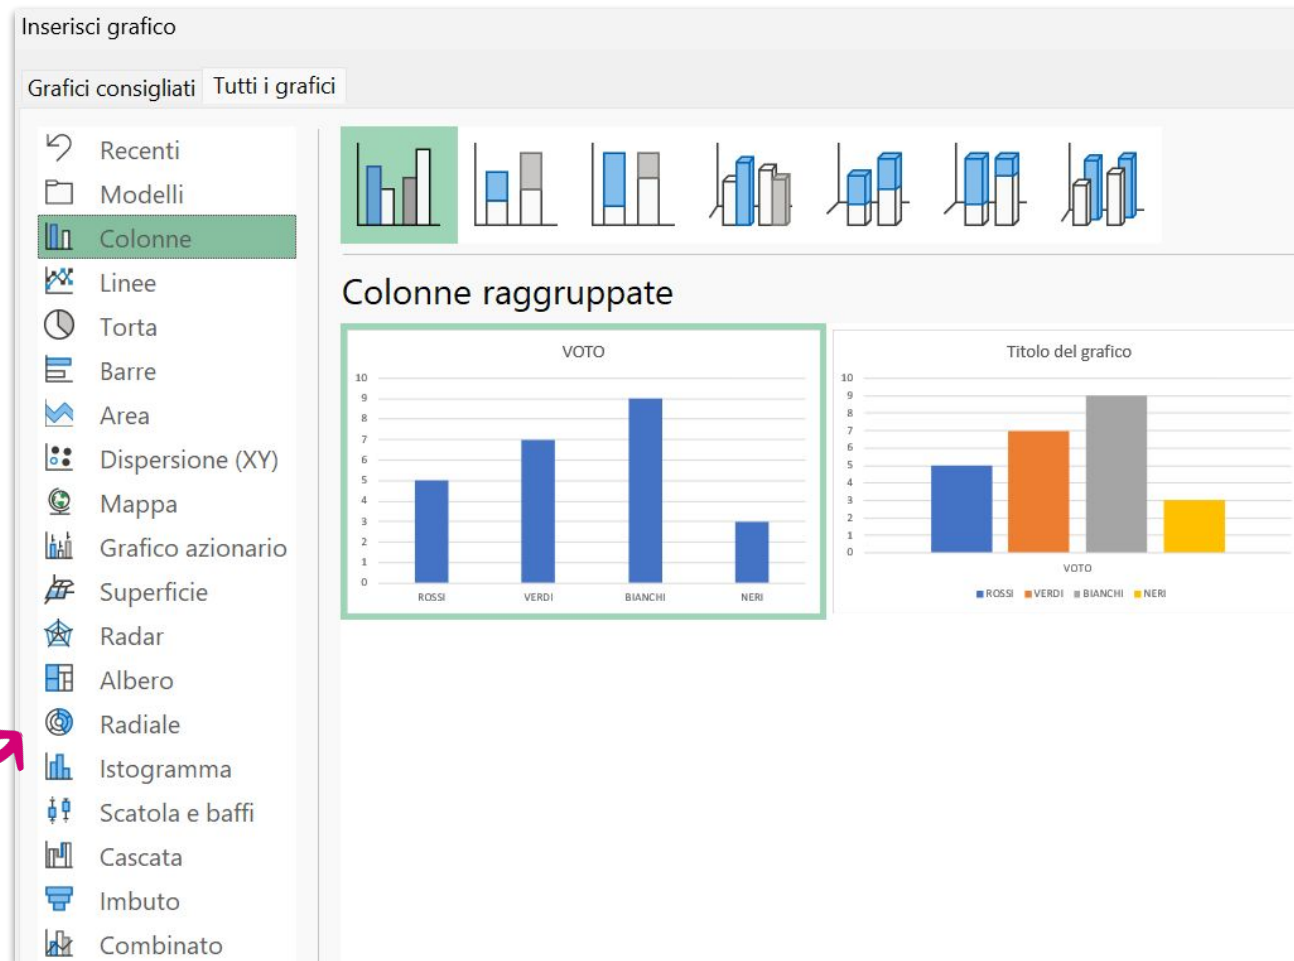 Inserisci grafico
Grafici consigliati
Tutti i grafici
Recenti
Modelli
Colonne
Linee
Torta
Barre
Area
Dispersione (XY)
Mappa
Grafico azionario
Superficie
Radar
Albero
Radiale
Istogramma
Scatola e baffi
Cascata
Imbuto
Combinato
Colonne raggruppate
VOTO
10
9
8
7
6
5
4
3
2
1
0
ROSSI VERDI BIANCHI NERI
Titolo del grafico
10
9
8
7
6
5
4
3
2
1
0
VOTO
ROSSI VERDI BIANCHI NERI